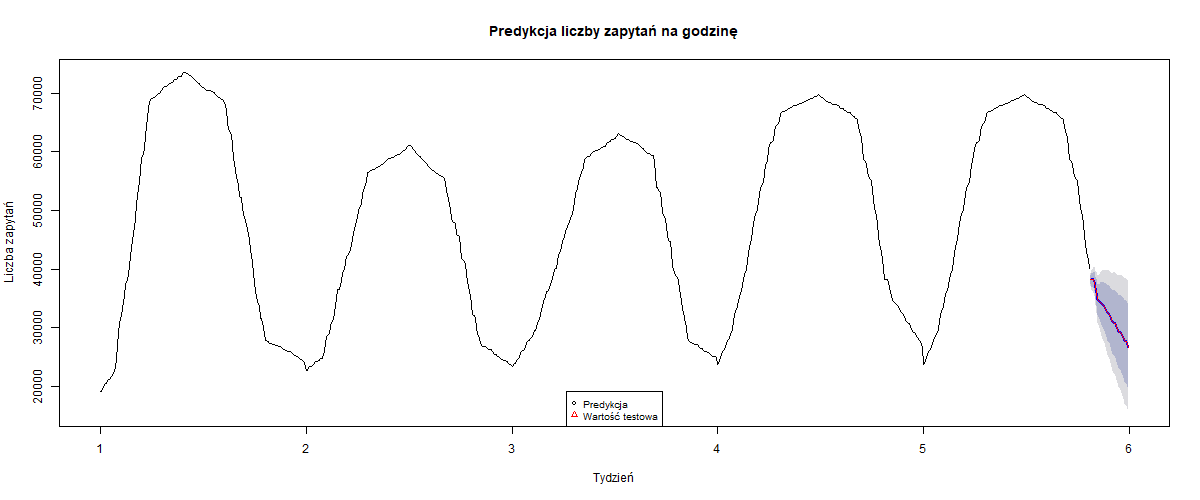 Predykcja liczby zapytań na godzinę
Liczba zapytań
70000
60000
50000
40000
30000
20000
Predykcja
Wartość testowa
1 2 3 4 5 6
Tydzień